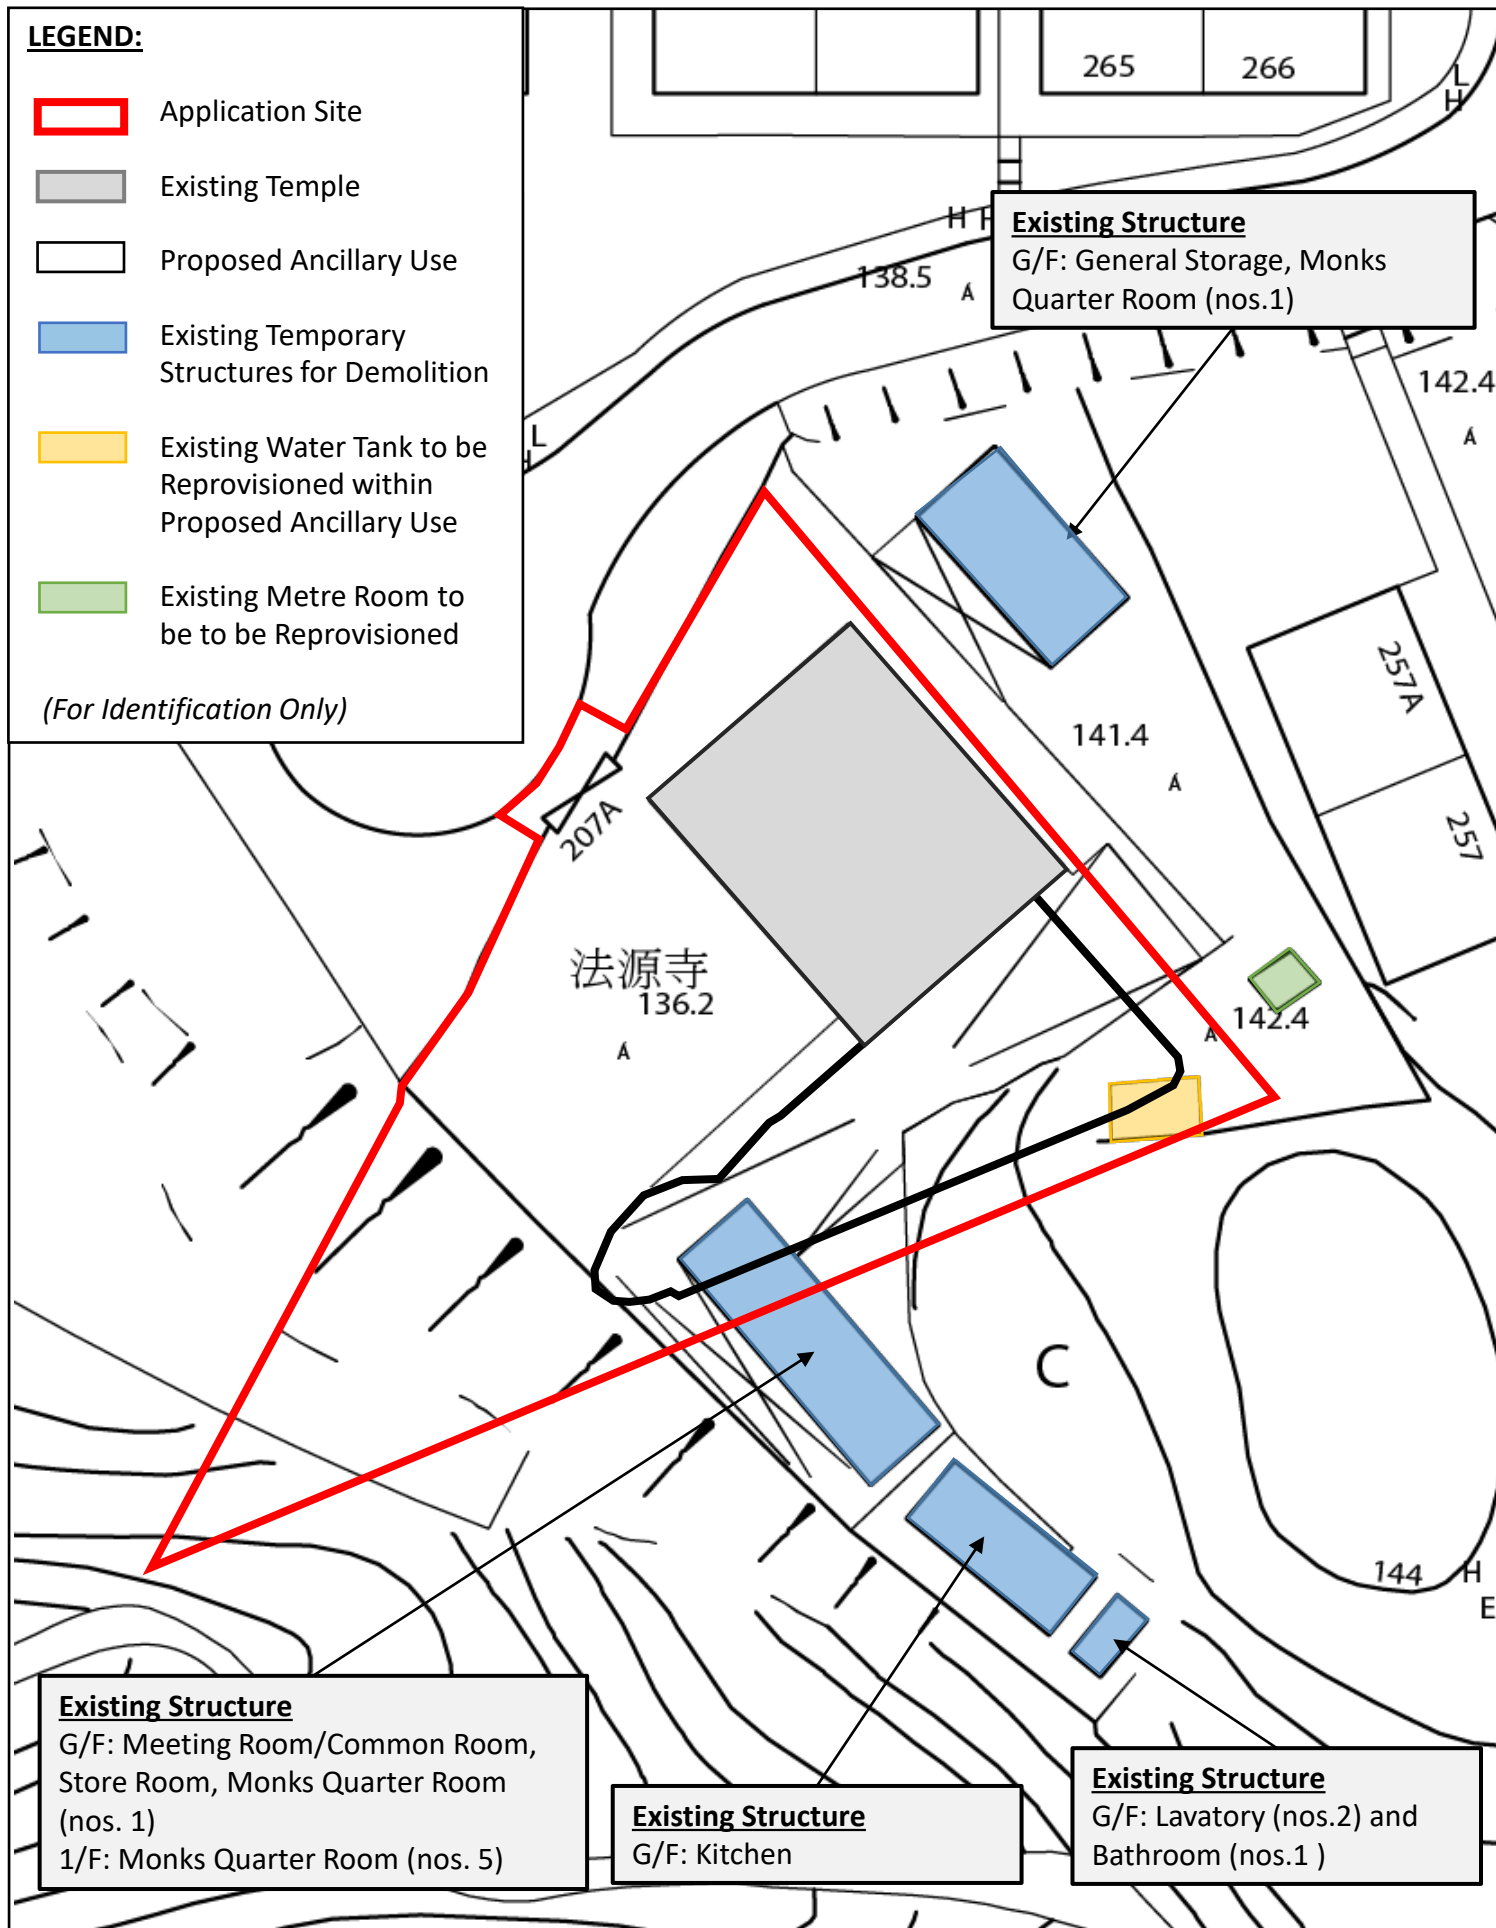 LEGEND:
Application Site
Existing Temple
Proposed Ancillary Use
Existing Temporary
Structures for Demolition
Existing Water Tank to be
Reprovisioned within
Proposed Ancillary Use
Existing Metre Room to
be to be Reprovisioned
(For Identification Only)
265
266
L
H
H
Existing Structure
G/F: General Storage, Monks
Quarter Room (nos.1)
138.5
142.4
L
257A
141.4
257
207A
法源寺
136.2
142.4
C
144
H
E
Existing Structure
G/F: Meeting Room/Common Room,
Store Room, Monks Quarter Room
(nos. 1)
1/F: Monks Quarter Room (nos. 5)
Existing Structure
G/F: Kitchen
Existing Structure
G/F: Lavatory (nos.2) and
Bathroom (nos.1 )